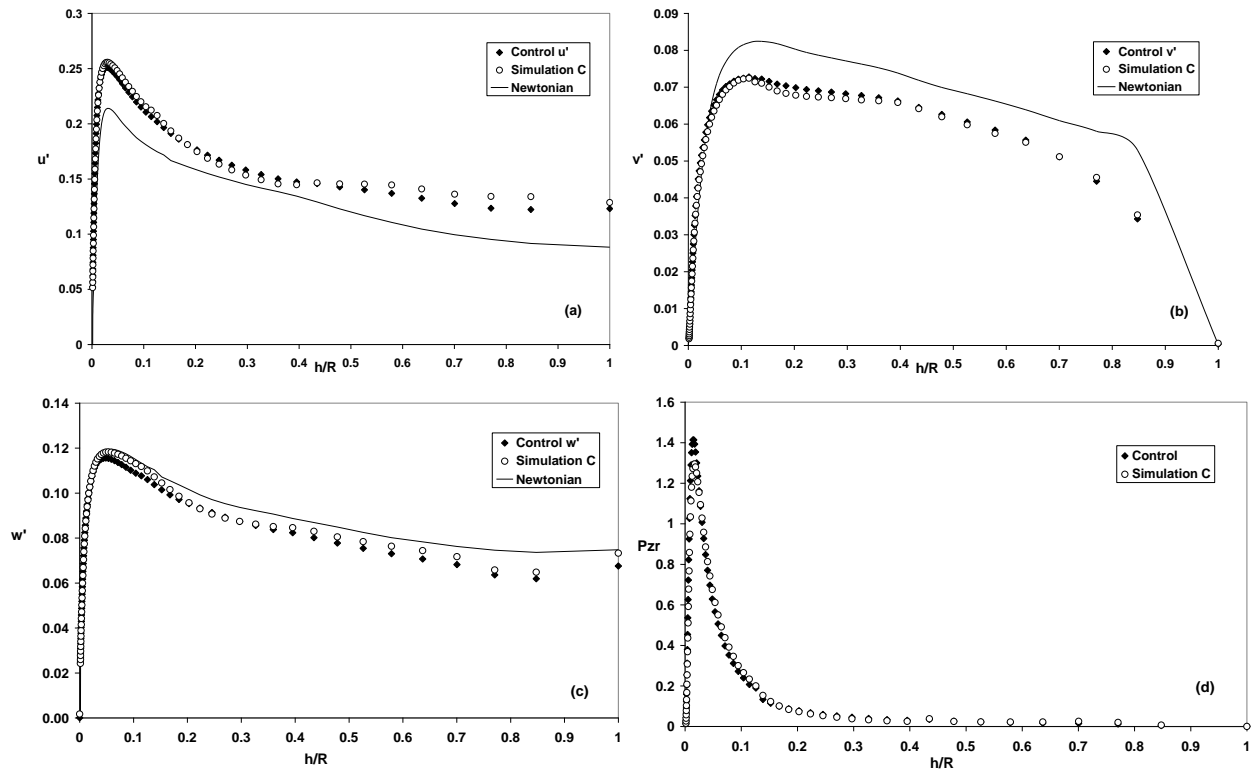 0.3
0.25
0.2
0.15
0.1
0.05
0
u'
Control u'
Simulation C
Newtonian
(a)
0 0.1 0.2 0.3 0.4 0.5 0.6 0.7 0.8 0.9 1
h/R
0.09
0.08
0.07
0.06
0.05
0.04
0.03
0.02
0.01
0.00
v'
Control v'
Simulation C
Newtonian
(b)
0 0.1 0.2 0.3 0.4 0.5 0.6 0.7 0.8 0.9 1
h/R
0.14
0.12
0.10
0.08
0.06
0.04
0.02
0.00
w'
Control w'
Simulation C
Newtonian
(c)
0 0.1 0.2 0.3 0.4 0.5 0.6 0.7 0.8 0.9 1
h/R
1.6
1.4
1.2
1
0.8
0.6
0.4
0.2
0
Pzr
Control
Simulation C
(d)
0 0.1 0.2 0.3 0.4 0.5 0.6 0.7 0.8 0.9 1
h/R